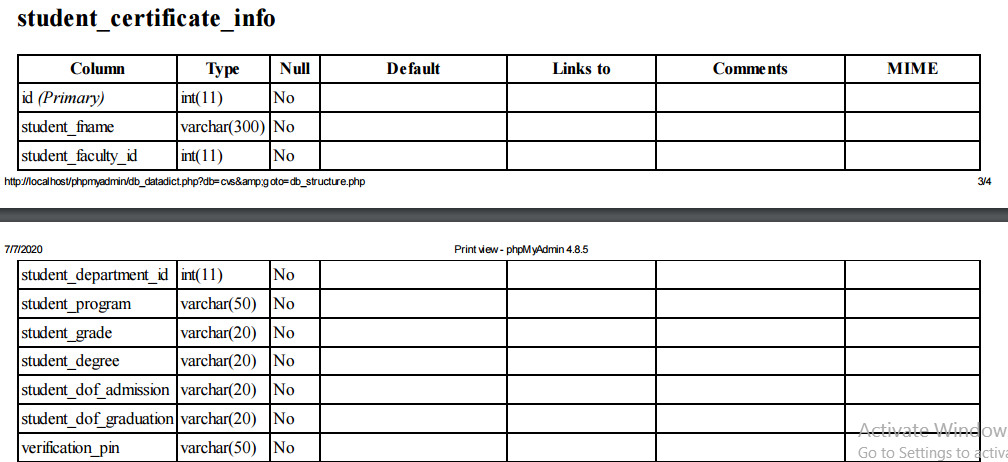 student_certificate_info
Column Type Null Default Links to Comments MIME
id (Primary) int(11) No
student_fname varchar(300) No
student_faculty_id int(11) No
http://localhost/phpmyadmin/db_datadict.php?db=cvs&amp;goto=db_structure.php 3/4
7/7/2020 Print view - phpMyAdmin 4.8.5
student_department_id int(11) No
student_program varchar(50) No
student_grade varchar(20) No
student_degree varchar(20) No
student_dof_admission varchar(20) No
student_dof_graduation varchar(20) No
verification_pin varchar(50) No
Activate Window
Go to Settings to activ